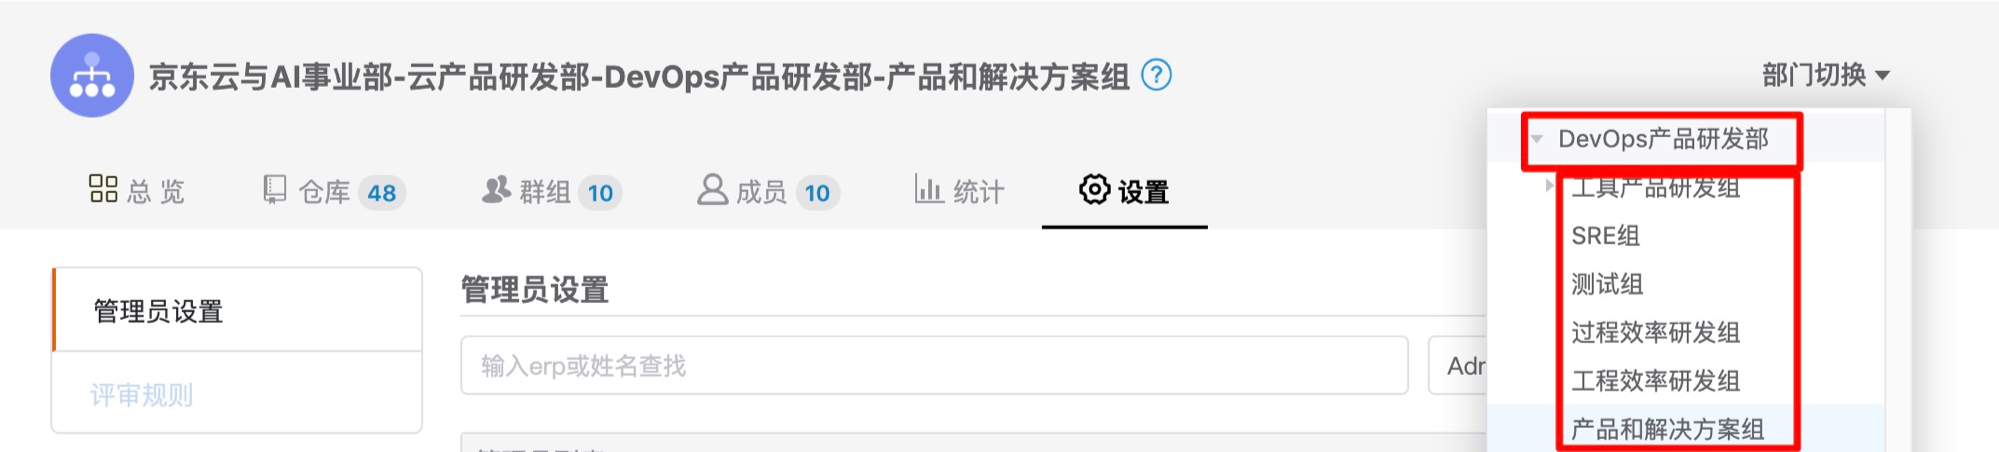 京东云与AI事业部-云产品研发部-DevOps产品研发部-产品和解决方案组 ?
部门切换
总 览
仓库 48
群组 10
成员 10
统计
设置
DevOps产品研发部
工具产品研发组
SRE组
测试组
过程效率研发组
工程效率研发组
产品和解决方案组
管理员设置
评审规则
管理员设置
输入erp或姓名查找